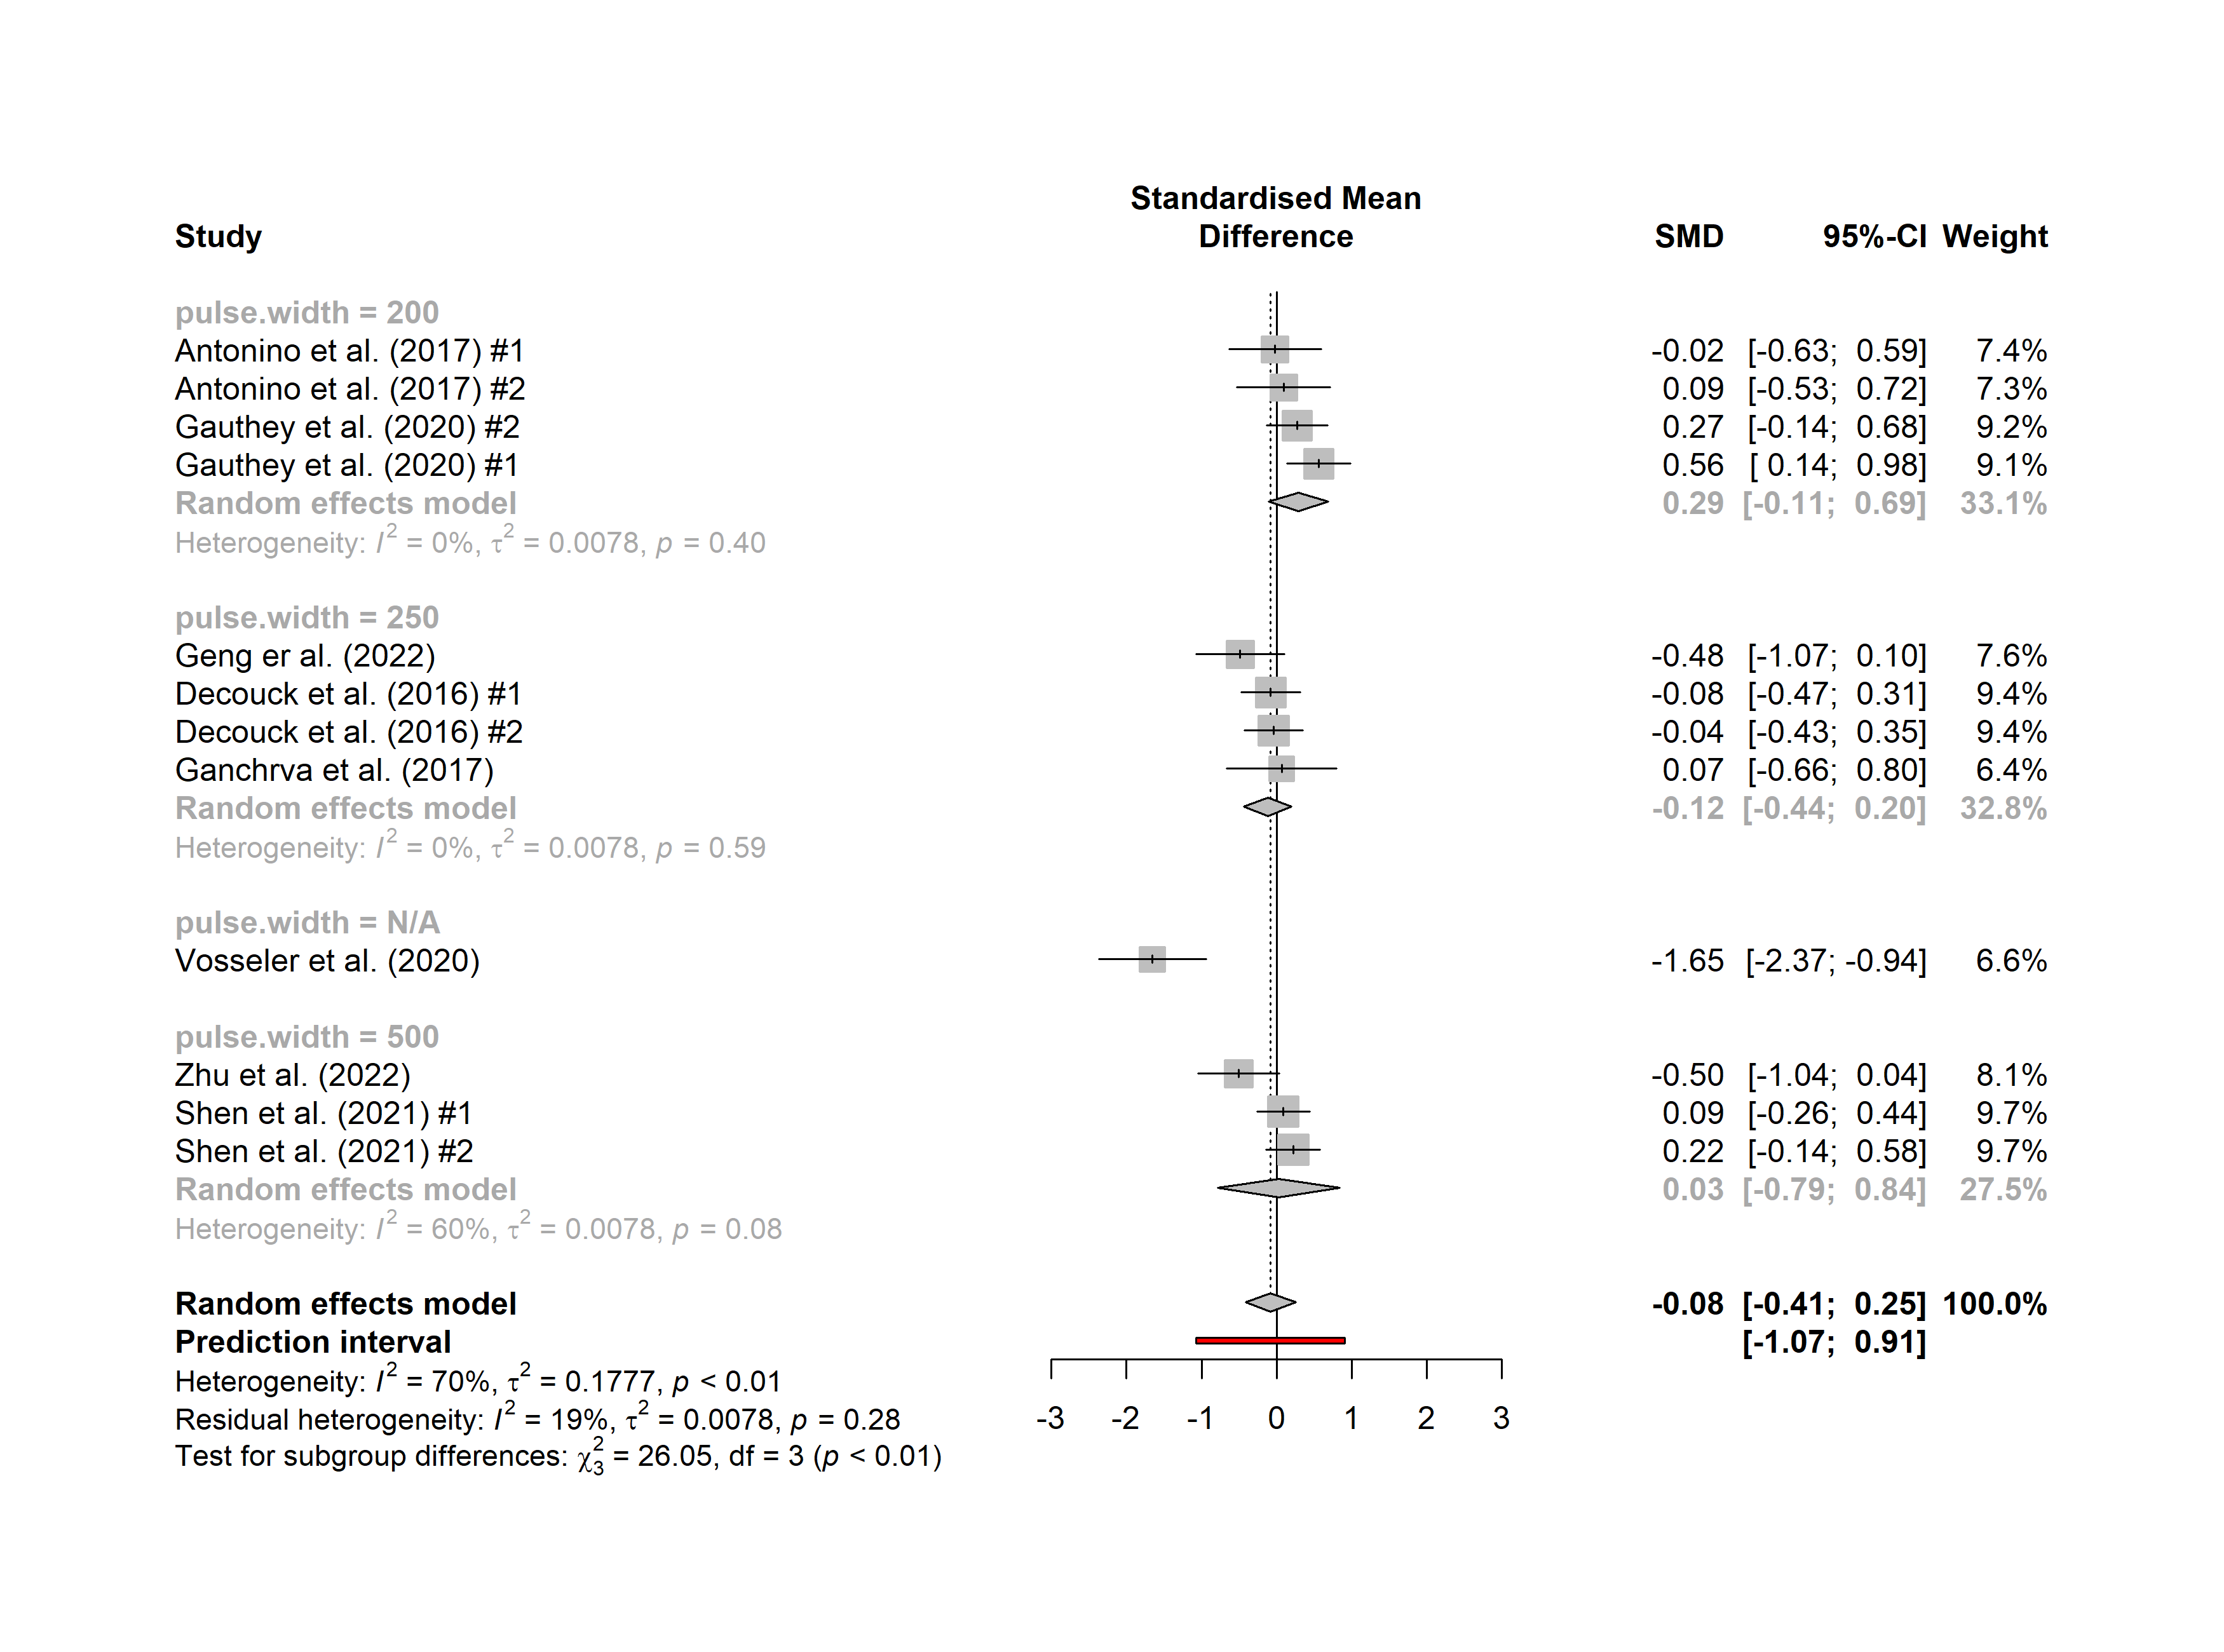 Standardised Mean
Study Difference SMD 95%-CI Weight
pulse.width = 200
Antonino et al. (2017) #1 -0.02 [-0.63; 0.59] 7.4%
Antonino et al. (2017) #2 0.09 [-0.53; 0.72] 7.3%
Gauthey et al. (2020) #2 0.27 [-0.14; 0.68] 9.2%
Gauthey et al. (2020) #1 0.56 [ 0.14; 0.98] 9.1%
Random effects model 0.29 [-0.11; 0.69] 33.1%
Heterogeneity: I² = 0%, τ² = 0.0078, p = 0.40
pulse.width = 250
Geng er al. (2022) -0.48 [-1.07; 0.10] 7.6%
Decouck et al. (2016) #1 -0.08 [-0.47; 0.31] 9.4%
Decouck et al. (2016) #2 -0.04 [-0.43; 0.35] 9.4%
Ganchrva et al. (2017) 0.07 [-0.66; 0.80] 6.4%
Random effects model -0.12 [-0.44; 0.20] 32.8%
Heterogeneity: I² = 0%, τ² = 0.0078, p = 0.59
pulse.width = N/A
Vosseler et al. (2020) -1.65 [-2.37; -0.94] 6.6%
pulse.width = 500
Zhu et al. (2022) -0.50 [-1.04; 0.04] 8.1%
Shen et al. (2021) #1 0.09 [-0.26; 0.44] 9.7%
Shen et al. (2021) #2 0.22 [-0.14; 0.58] 9.7%
Random effects model 0.03 [-0.79; 0.84] 27.5%
Heterogeneity: I² = 60%, τ² = 0.0078, p = 0.08
Random effects model -0.08 [-0.41; 0.25] 100.0%
Prediction interval [-1.07; 0.91]
Heterogeneity: I² = 70%, τ² = 0.1777, p < 0.01
Residual heterogeneity: I² = 19%, τ² = 0.0078, p = 0.28
-3 -2 -1 0 1 2 3
Test for subgroup differences: χ²₃ = 26.05, df = 3 (p < 0.01)